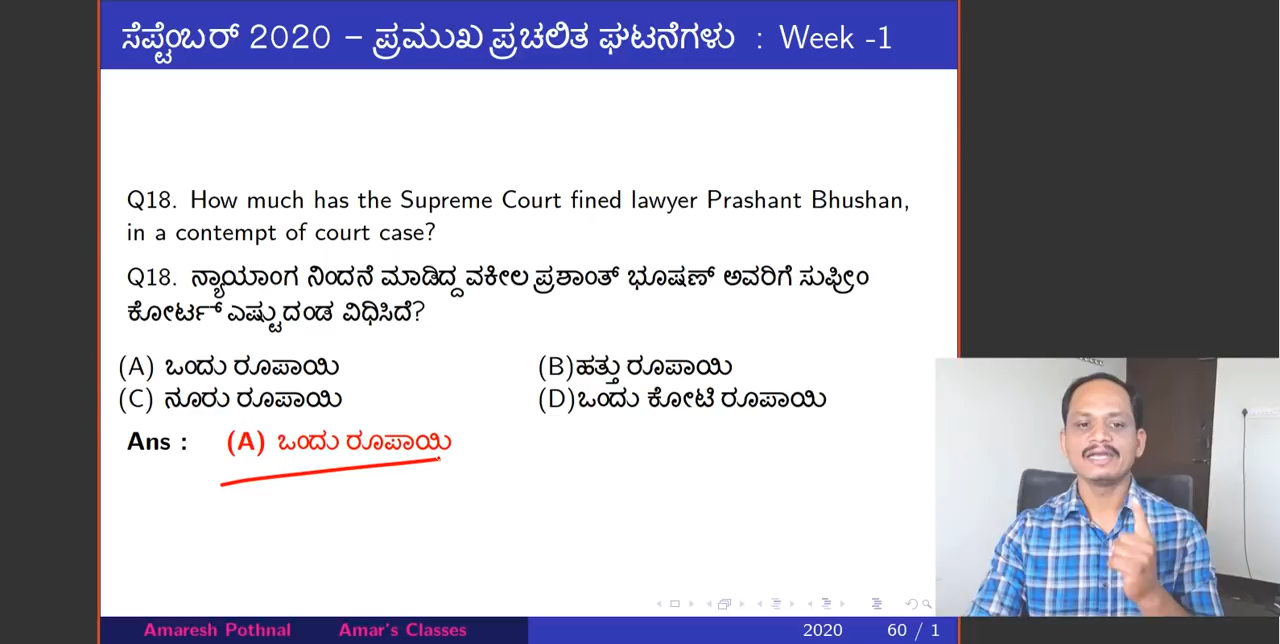 ಸೆಪ್ಟೆಂಬರ್ 2020 – ಪ್ರಮುಖ ಪ್ರಚಲಿತ ಘಟನೆಗಳು : Week -1
Q18. How much has the Supreme Court fined lawyer Prashant Bhushan,
in a contempt of court case?
Q18. ನ್ಯಾಯಾಂಗ ನಿಂದನೆ ಮಾಡಿದ್ದ ವಕೀಲ ಪ್ರಶಾಂತ್ ಭೂಷಣ್ ಅವರಿಗೆ ಸುಪ್ರೀಂ
ಕೋರ್ಟ್ ಎಷ್ಟು ದಂಡ ವಿಧಿಸಿದೆ?
(A) ಒಂದು ರೂಪಾಯಿ (B)ಹತ್ತು ರೂಪಾಯಿ
(C) ನೂರು ರೂಪಾಯಿ (D)ಒಂದು ಕೋಟಿ ರೂಪಾಯಿ
Ans : (A) ಒಂದು ರೂಪಾಯಿ
Amaresh Pothnal Amar's Classes 2020 60 / 1